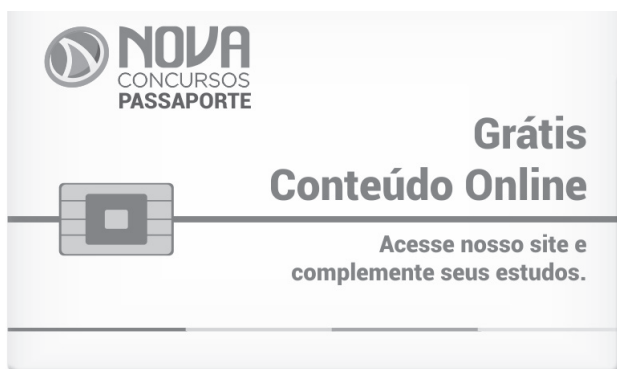 NOVA
CONCURSOS
PASSAPORTE
Grátis
Conteúdo Online
Acesse nosso site e
complemente seus estudos.